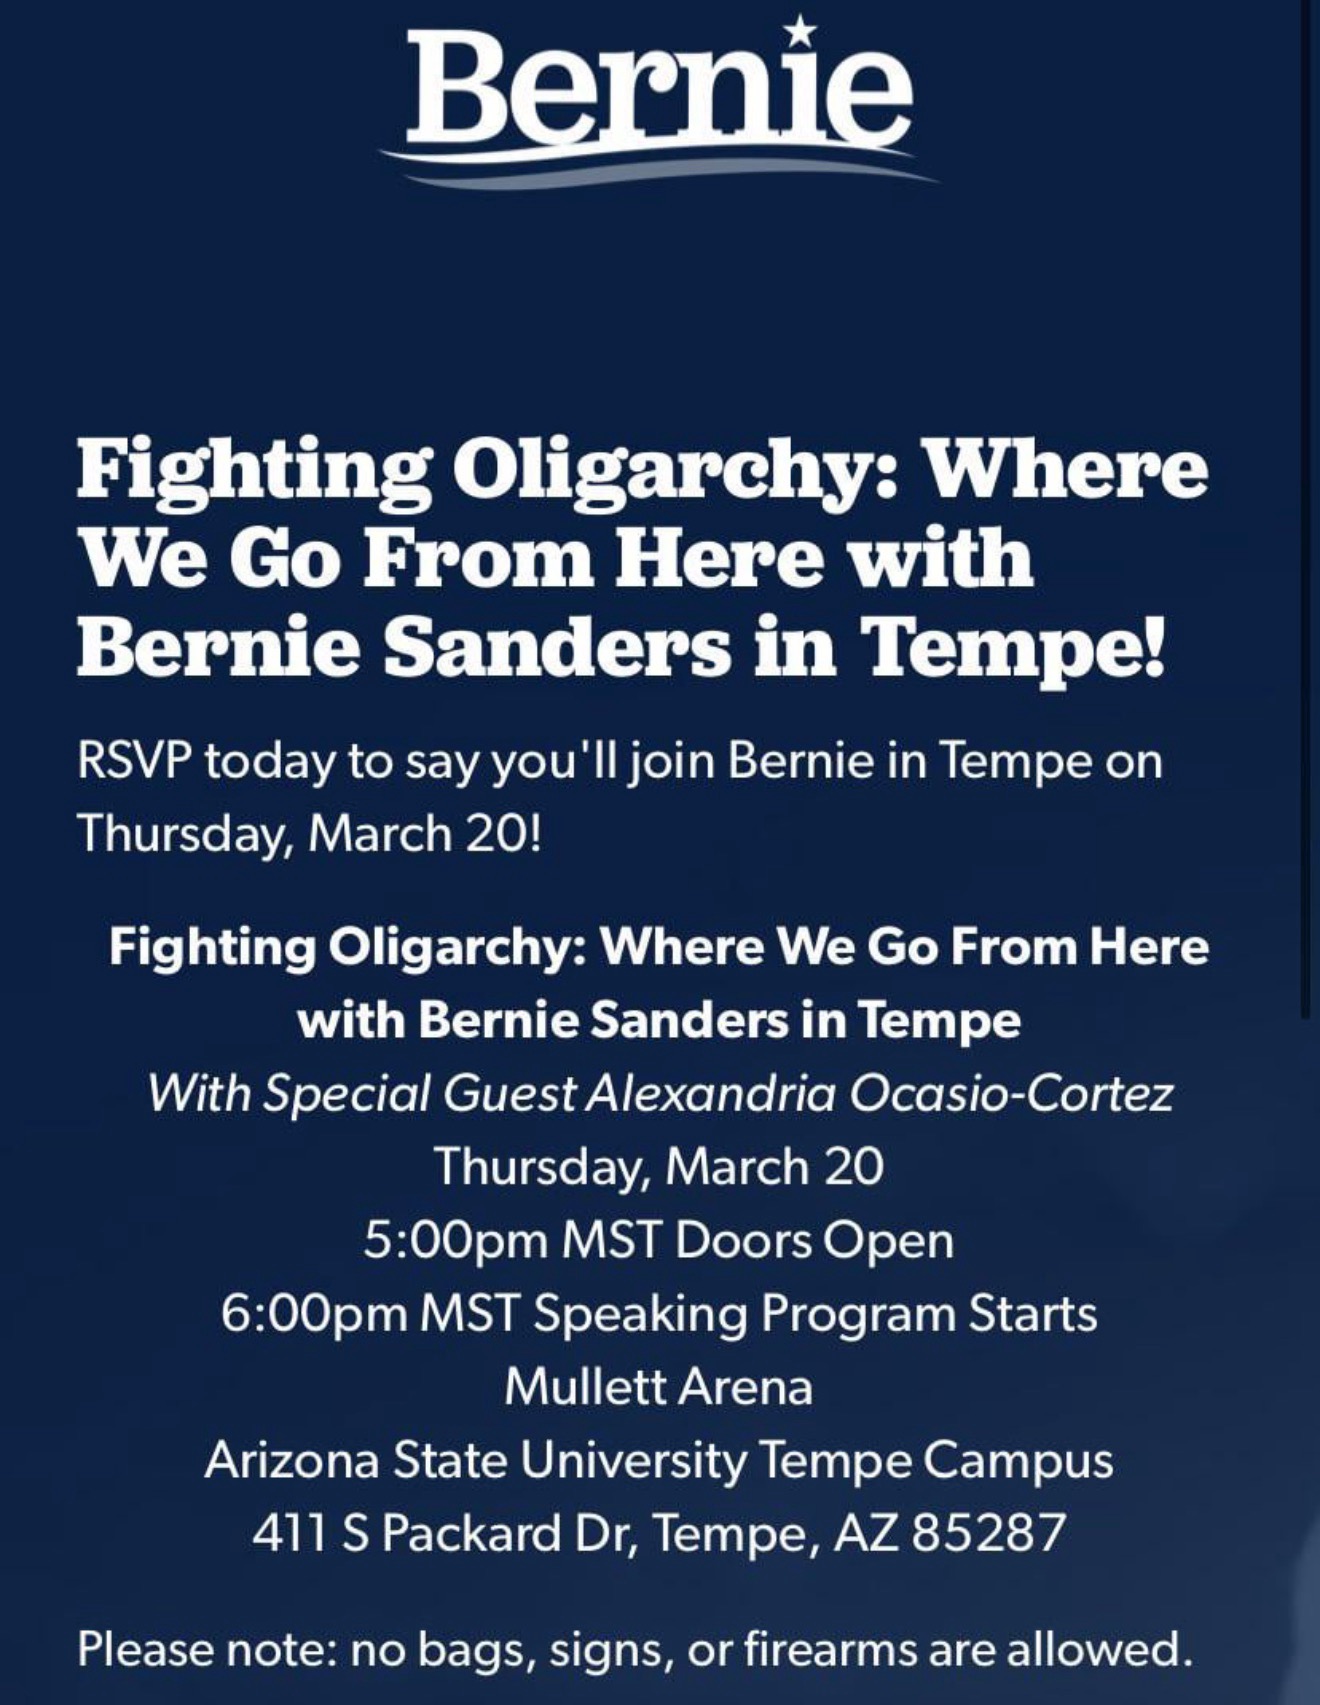 Bernie
Fighting Oligarchy: Where
We Go From Here with
Bernie Sanders in Tempe!
RSVP today to say you'll join Bernie in Tempe on
Thursday, March 20!
Fighting Oligarchy: Where We Go From Here
with Bernie Sanders in Tempe
With Special Guest Alexandria Ocasio-Cortez
Thursday, March 20
5:00pm MST Doors Open
6:00pm MST Speaking Program Starts
Mullett Arena
Arizona State University Tempe Campus
411 S Packard Dr, Tempe, AZ 85287
Please note: no bags, signs, or firearms are allowed.